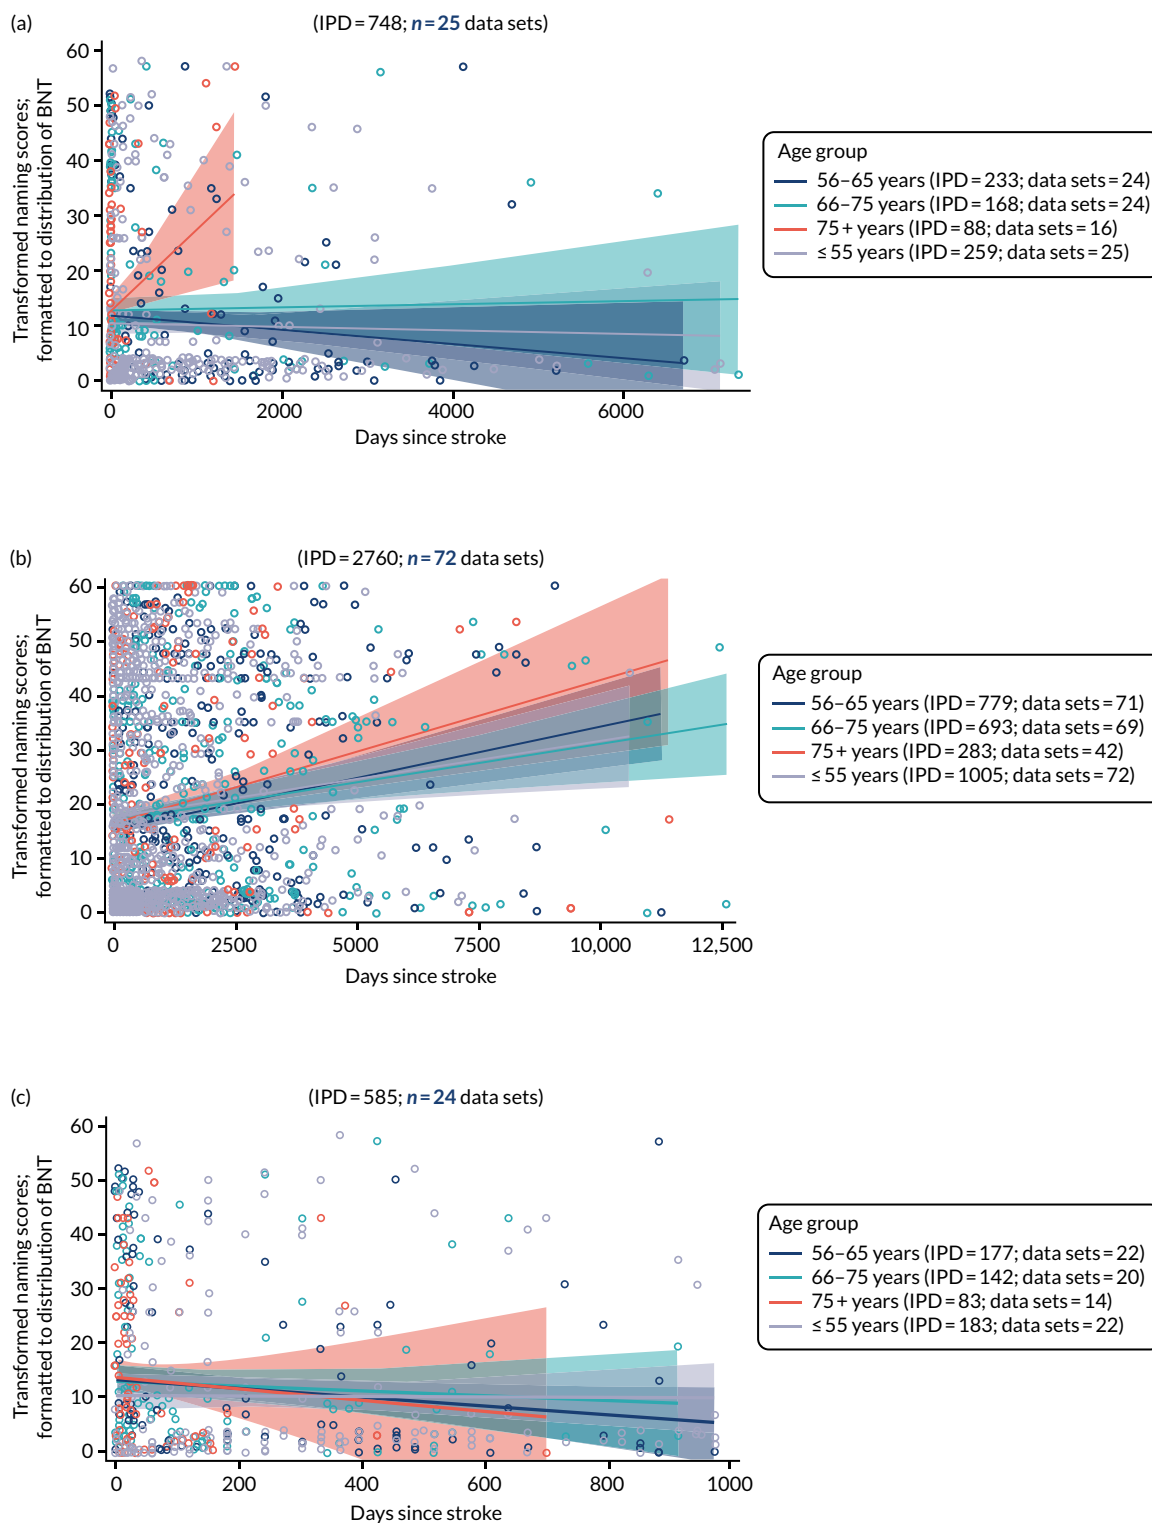 (a)
(IPD = 748; n = 25 data sets)
Transformed naming scores;
formatted to distribution of BNT
60
50
40
30
20
10
0
0
2000
4000
6000
Days since stroke
Age group
56–65 years (IPD = 233; data sets = 24)
66–75 years (IPD = 168; data sets = 24)
75 + years (IPD = 88; data sets = 16)
≤ 55 years (IPD = 259; data sets = 25)
(b)
(IPD = 2760; n = 72 data sets)
Transformed naming scores;
formatted to distribution of BNT
60
50
40
30
20
10
0
0
2500
5000
7500
10,000
12,500
Days since stroke
Age group
56–65 years (IPD = 779; data sets = 71)
66–75 years (IPD = 693; data sets = 69)
75 + years (IPD = 283; data sets = 42)
≤ 55 years (IPD = 1005; data sets = 72)
(c)
(IPD = 585; n = 24 data sets)
Transformed naming scores;
formatted to distribution of BNT
60
50
40
30
20
10
0
0
200
400
600
800
1000
Days since stroke
Age group
56–65 years (IPD = 177; data sets = 22)
66–75 years (IPD = 142; data sets = 20)
75 + years (IPD = 83; data sets = 14)
≤ 55 years (IPD = 183; data sets = 22)